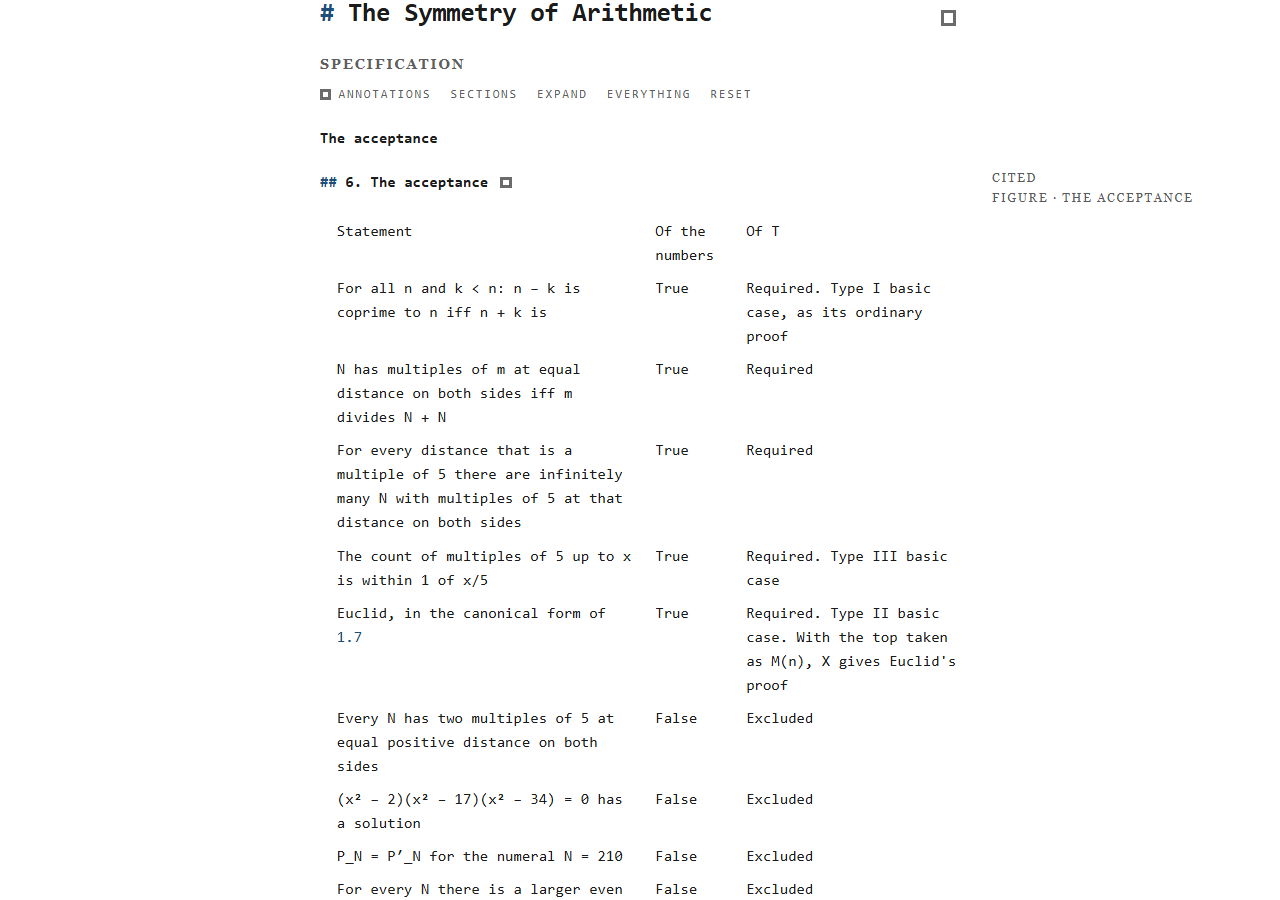 # The Symmetry of Arithmetic
SPECIFICATION
ANNOTATIONS SECTIONS EXPAND EVERYTHING RESET
The acceptance
## 6. The acceptance
CITED
FIGURE · THE ACCEPTANCE
Statement Of the numbers Of T
For all n and k < n: n − k is coprime to n iff n + k is True Required. Type I basic case, as its ordinary proof
N has multiples of m at equal distance on both sides iff m divides N + N True Required
For every distance that is a multiple of 5 there are infinitely many N with multiples of 5 at that distance on both sides True Required
The count of multiples of 5 up to x is within 1 of x/5 True Required. Type III basic case
Euclid, in the canonical form of 1.7 True Required. Type II basic case. With the top taken as M(n), X gives Euclid's proof
Every N has two multiples of 5 at equal positive distance on both sides False Excluded
(x² − 2)(x² − 17)(x² − 34) = 0 has a solution False Excluded
P_N = P′_N for the numeral N = 210 False Excluded
For every N there is a larger even False Excluded